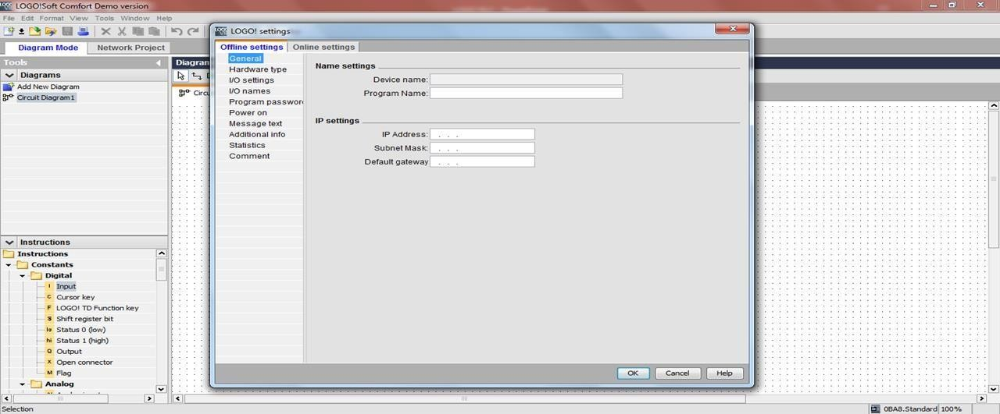 LOGO!Soft Comfort Demo version
File Edit Format View Tools Window Help
Diagram Mode Network Project
Tools
Diagrams
Add New Diagram
Circuit Diagram1
Instructions
Instructions
Constants
Digital
I Input
C Cursor key
F LOGO! TD Function key
S Shift register bit
lo Status 0 (low)
hi Status 1 (high)
Q Output
X Open connector
M Flag
Analog
Selection
Diagram
Circu
LOGO! settings
Offline settings Online settings
General
Hardware type
I/O settings
I/O names
Program password
Power on
Message text
Additional info
Statistics
Comment
Name settings
Device name:
Program Name:
IP settings
IP Address: . . .
Subnet Mask: . . .
Default gateway . . .
OK Cancel Help
0BA8.Standard 100%